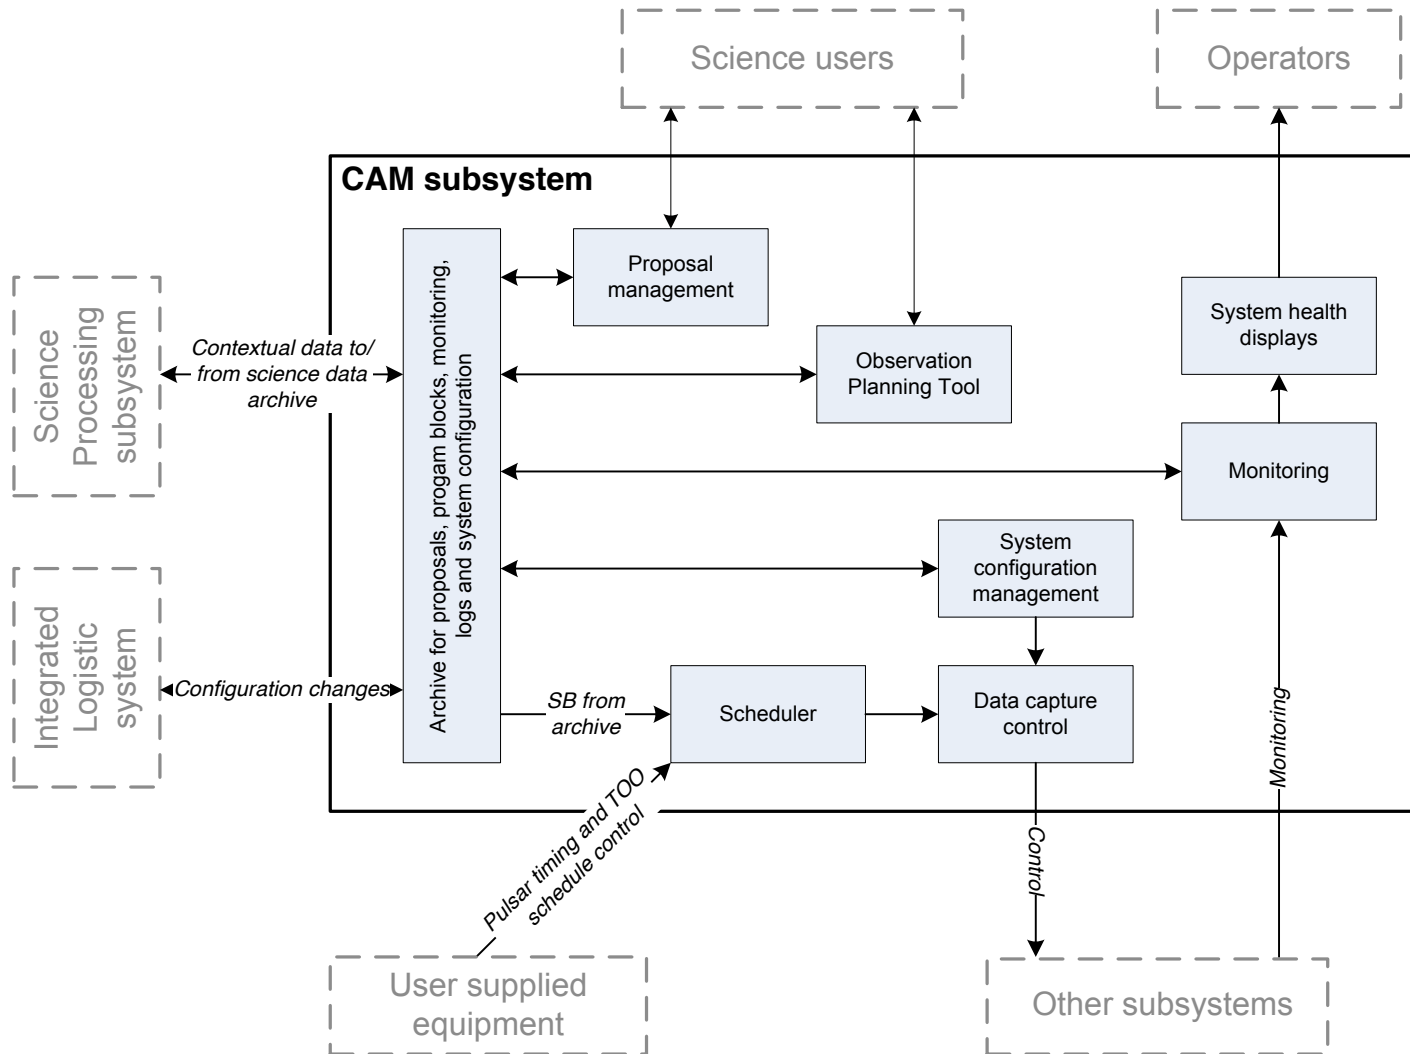 Science users
Operators
CAM subsystem
Proposal
management
Archive for proposals, progam blocks, monitoring,
logs and system configuration
System health
displays
Science
Processing
subsystem
Contextual data to/
from science data
archive
Observation
Planning Tool
Monitoring
System
configuration
management
Integrated
Logistic
system
Configuration changes
SB from
archive
Scheduler
Data capture
control
Monitoring
Pulsar timing and TOO
schedule control
Control
User supplied
equipment
Other subsystems